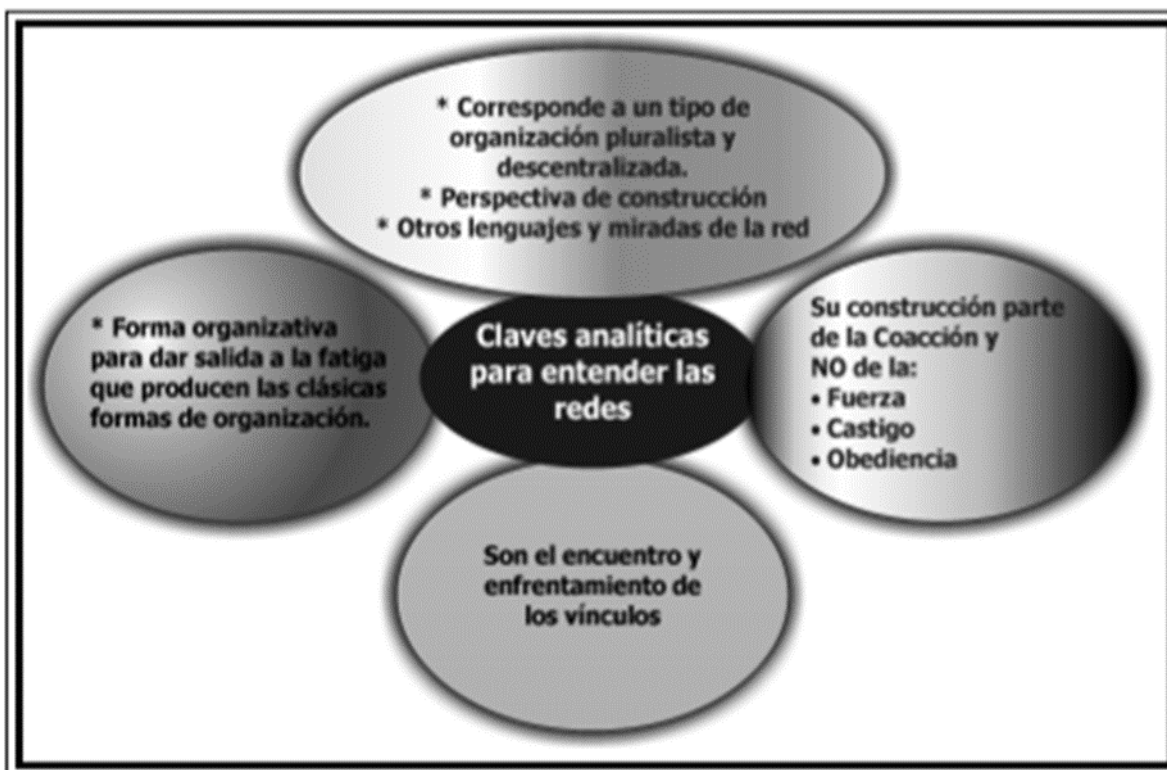 * Corresponde a un tipo de
organización pluralista y
descentralizada.
* Perspectiva de construcción
* Otros lenguajes y miradas de la red
* Forma organizativa
para dar salida a la fatiga
que producen las clásicas
formas de organización.
Claves analíticas
para entender las
redes
Su construcción parte
de la Coacción y
NO de la:
• Fuerza
• Castigo
• Obediencia
Son el encuentro y
enfrentamiento de
los vínculos